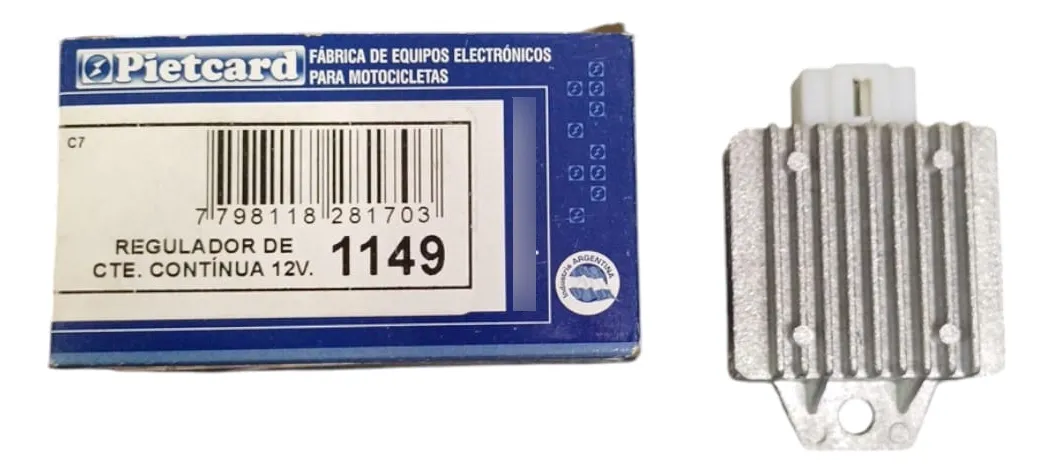 Pietcard
FÁBRICA DE EQUIPOS ELECTRÓNICOS
PARA MOTOCICLETAS
C7
7 798118 281703
REGULADOR DE
CTE. CONTÍNUA 12V.
1149
Industria ARGENTINA